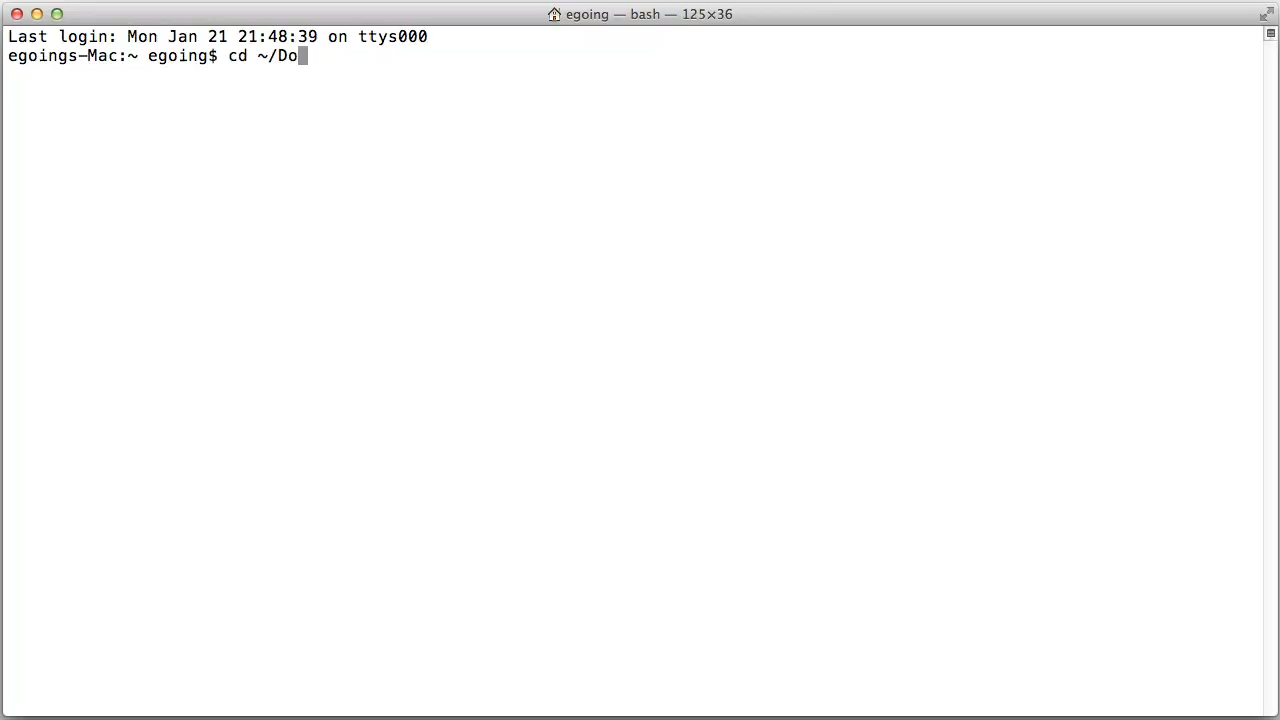 egoing — bash — 125×36
Last login: Mon Jan 21 21:48:39 on ttys000
egoings-Mac:~ egoing$ cd ~/Do